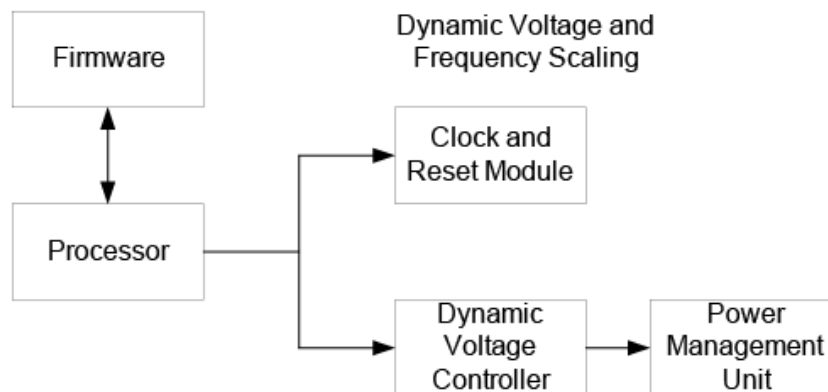 Dynamic Voltage and
Frequency Scaling
Firmware
Clock and
Reset Module
Processor
Dynamic
Voltage
Controller
Power
Management
Unit